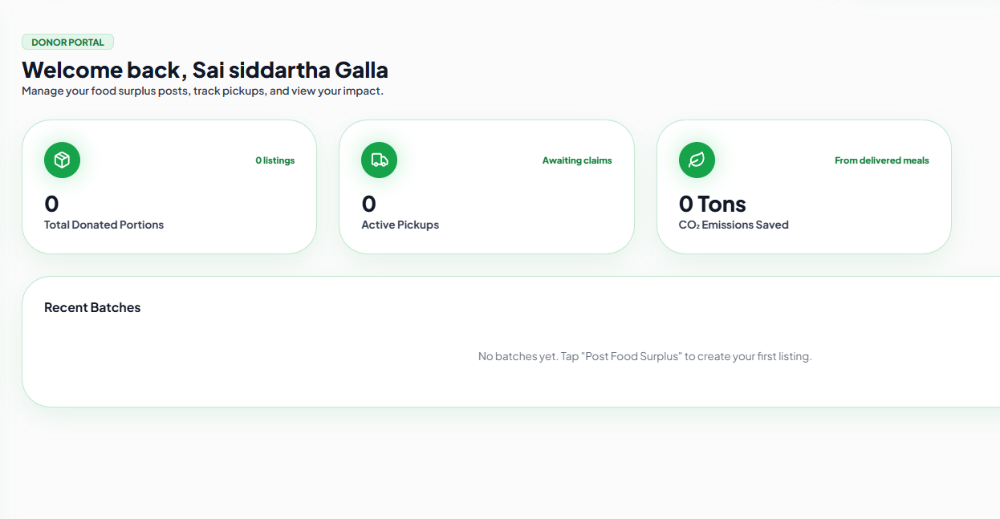 DONOR PORTAL
Welcome back, Sai siddartha Galla
Manage your food surplus posts, track pickups, and view your impact.
0 listings
0
Total Donated Portions
Awaiting claims
0
Active Pickups
From delivered meals
0 Tons
CO₂ Emissions Saved
Recent Batches
No batches yet. Tap "Post Food Surplus" to create your first listing.